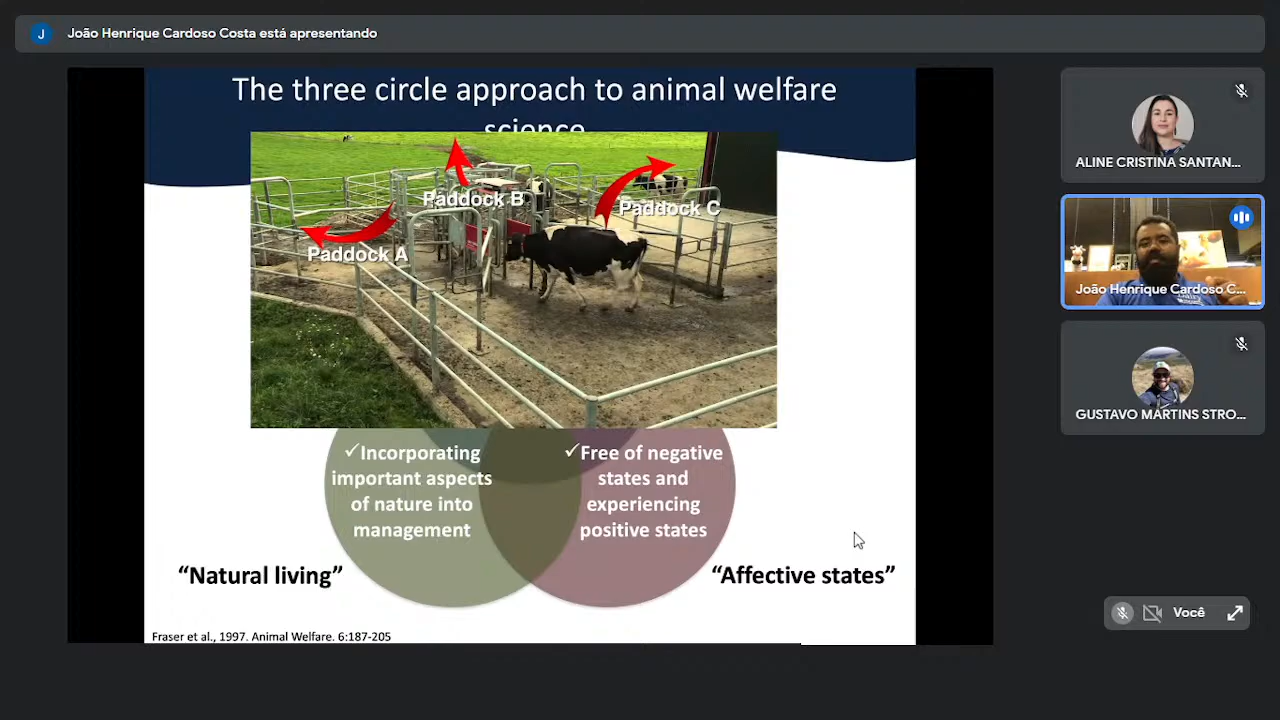 J
João Henrique Cardoso Costa está apresentando
The three circle approach to animal welfare
science
Paddock B
Paddock C
Paddock A
✓Incorporating
important aspects
of nature into
management
✓Free of negative
states and
experiencing
positive states
“Natural living”
“Affective states”
Fraser et al., 1997. Animal Welfare. 6:187-205
ALINE CRISTINA SANTAN...
João Henrique Cardoso C...
GUSTAVO MARTINS STRO...
Você